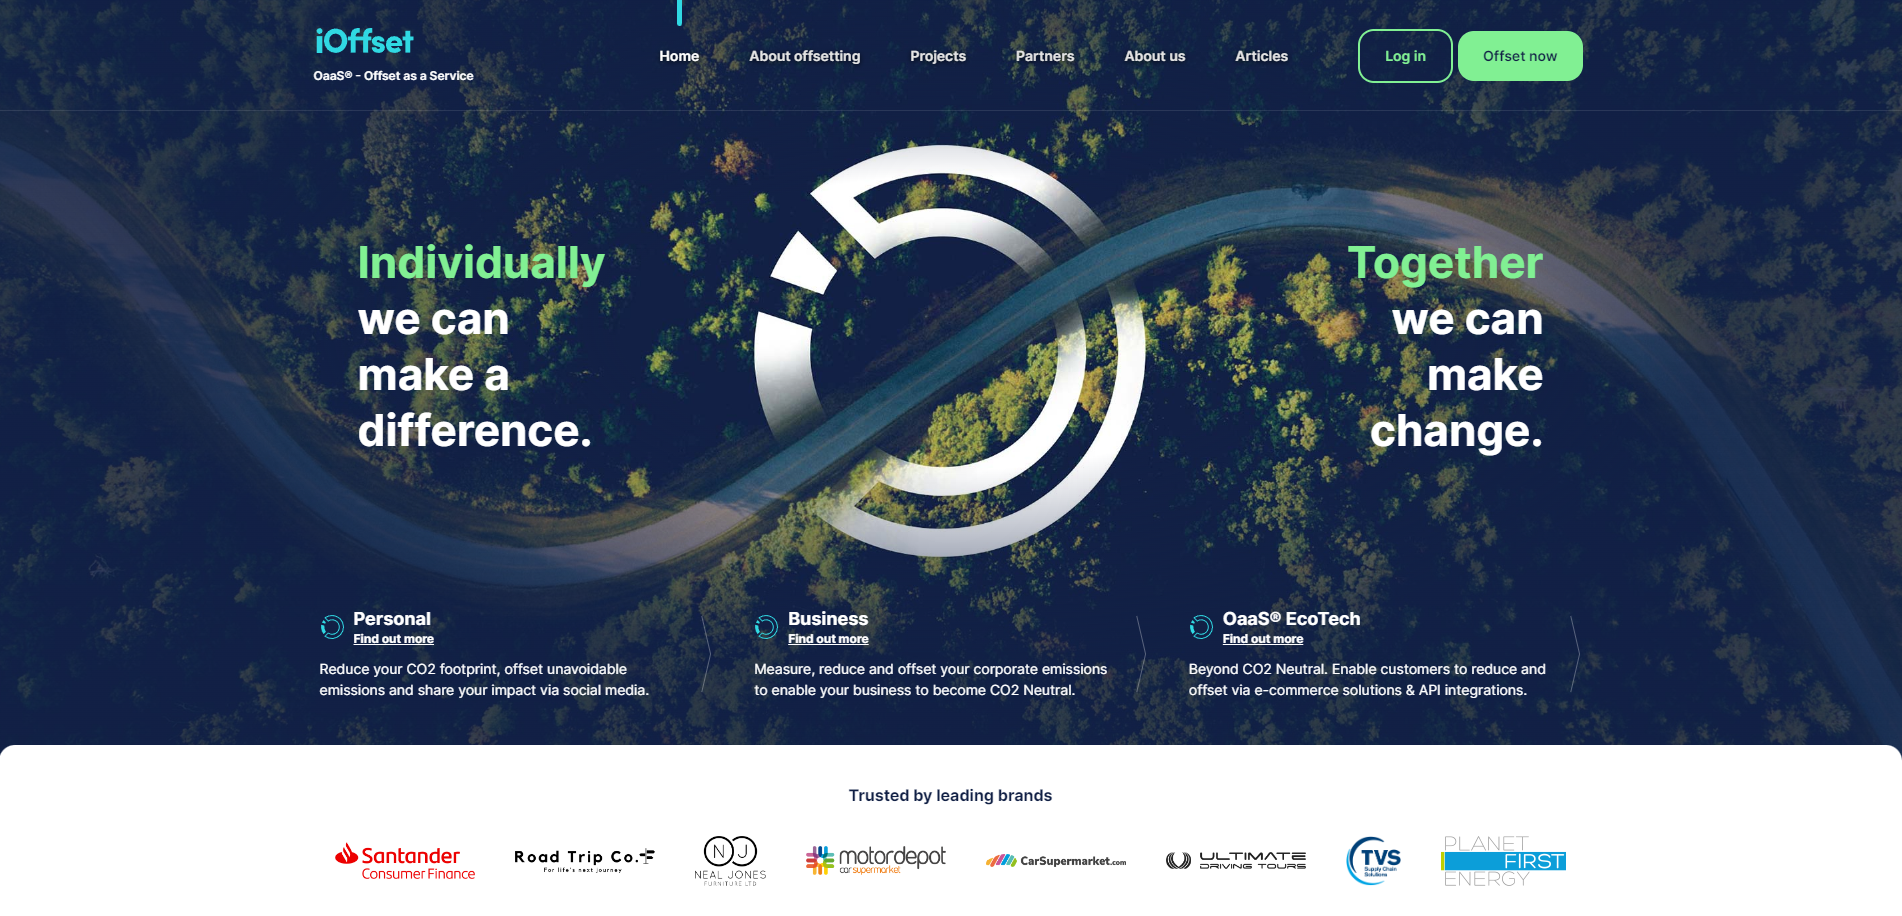 iOffset
OaaS® - Offset as a Service
Home
About offsetting
Projects
Partners
About us
Articles
Log in
Offset now
Individually
we can
make a
difference.
Together
we can
make
change.
Personal
Find out more
Reduce your CO2 footprint, offset unavoidable
emissions and share your impact via social media.
Business
Find out more
Measure, reduce and offset your corporate emissions
to enable your business to become CO2 Neutral.
OaaS® EcoTech
Find out more
Beyond CO2 Neutral. Enable customers to reduce and
offset via e-commerce solutions & API integrations.
Trusted by leading brands
Santander
Consumer Finance
Road Trip Co.
For life's next journey
NJ
NEAL JONES
FURNITURE LTD
motordepot
car supermarket
CarSupermarket.com
ULTIMATE
DRIVING TOURS
TVS
Supply Chain
Solutions
PLANET
FIRST
ENERGY